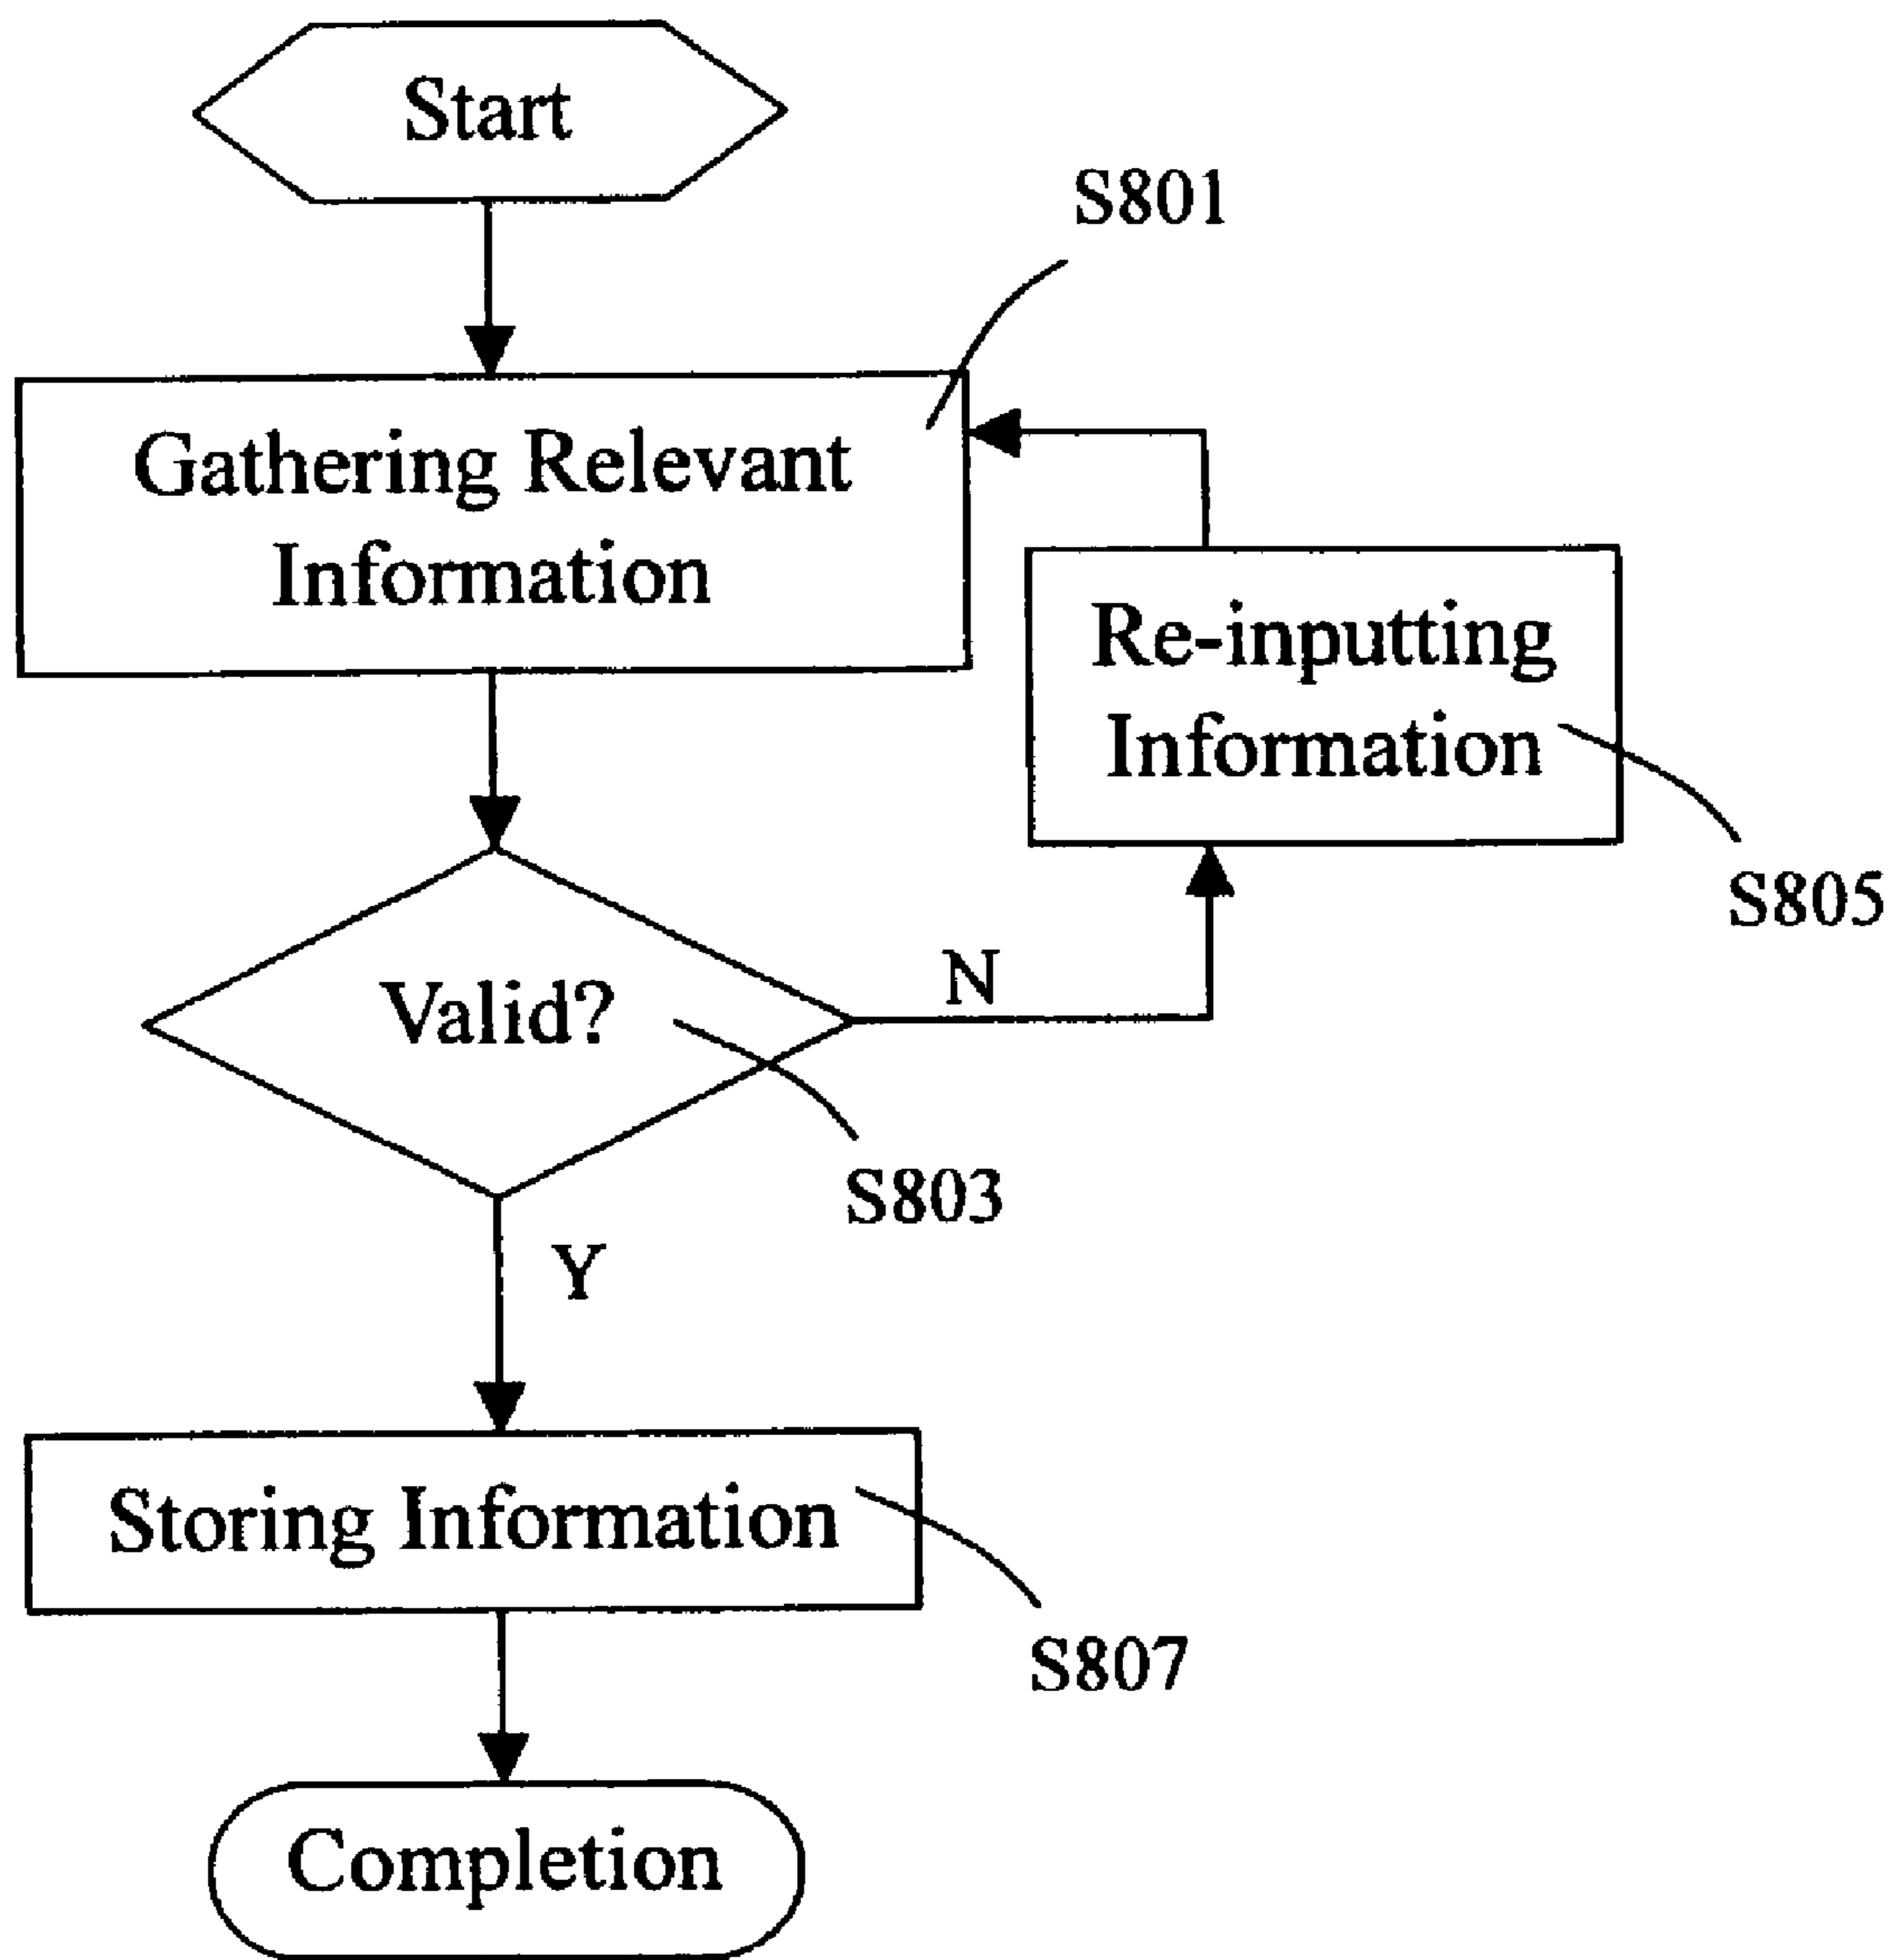 Start
S801
Gathering Relevant
Information
Re-inputting
Information
S805
Valid?
N
S803
Y
Storing Information
S807
Completion